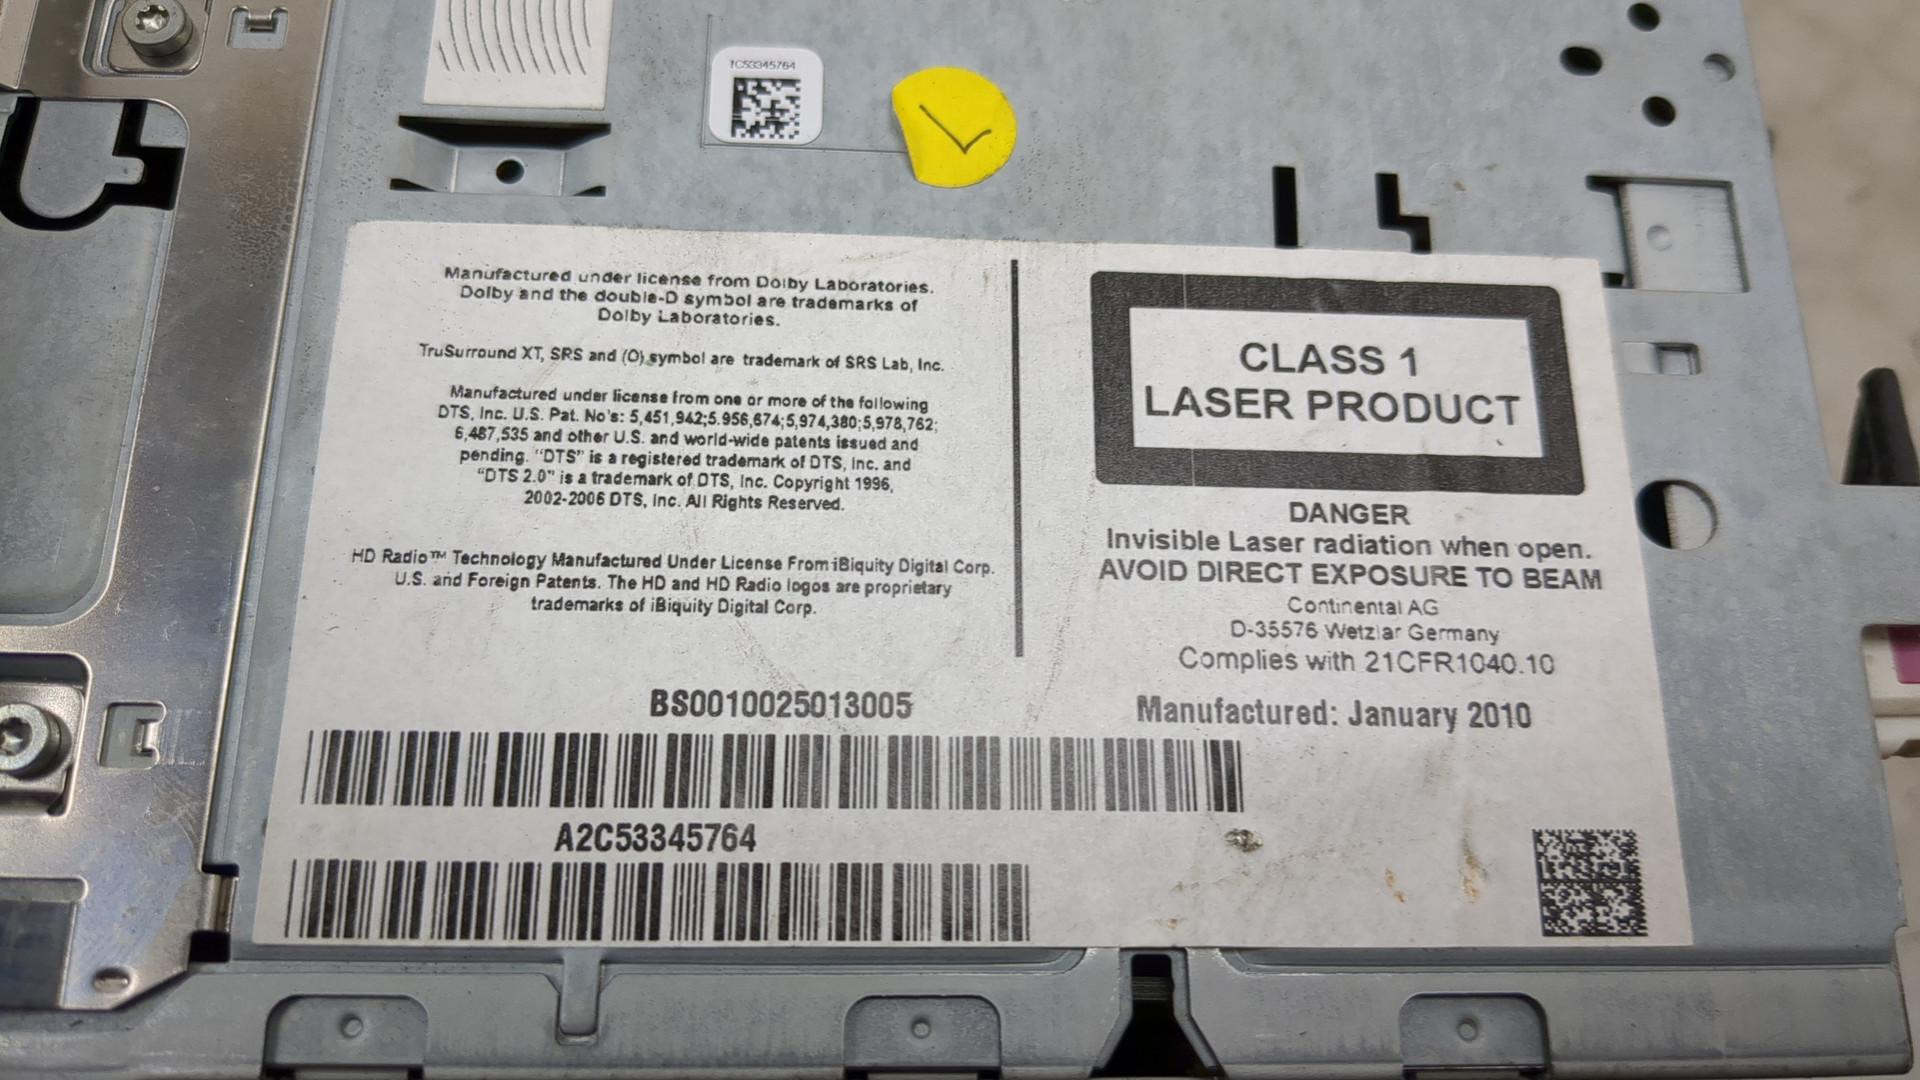 1C53345764
Manufactured under license from Dolby Laboratories.
Dolby and the double-D symbol are trademarks of
Dolby Laboratories.
TruSurround XT, SRS and (O) symbol are trademark of SRS Lab, Inc.
Manufactured under license from one or more of the following
DTS, Inc. U.S. Pat. No's: 5,451,942;5.956,674;5,974,380;5,978,762;
6,487,535 and other U.S. and world-wide patents issued and
pending. "DTS" is a registered trademark of DTS, Inc. and
"DTS 2.0" is a trademark of DTS, Inc. Copyright 1996,
2002-2006 DTS, Inc. All Rights Reserved.
HD Radio™ Technology Manufactured Under License From iBiquity Digital Corp.
U.S. and Foreign Patents. The HD and HD Radio logos are proprietary
trademarks of iBiquity Digital Corp.
CLASS 1
LASER PRODUCT
DANGER
Invisible Laser radiation when open.
AVOID DIRECT EXPOSURE TO BEAM
Continental AG
D-35576 Wetzlar Germany
Complies with 21CFR1040.10
Manufactured: January 2010
BS0010025013005
A2C53345764